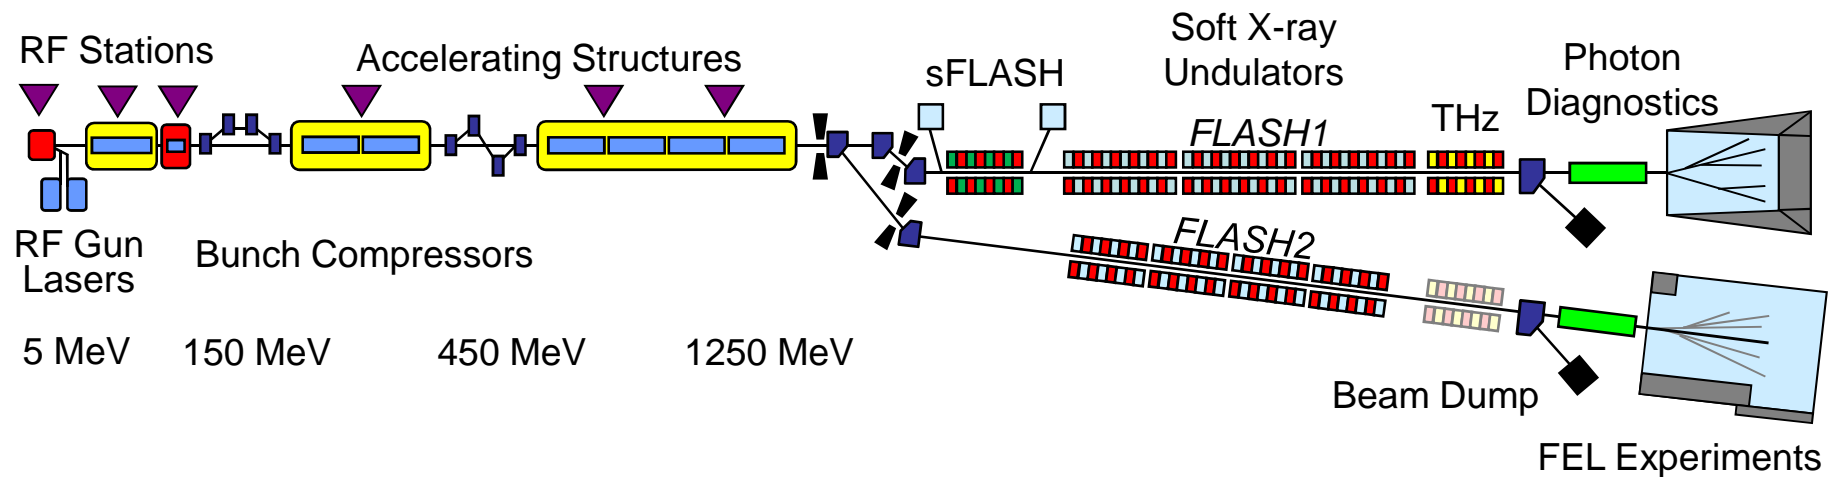 RF Stations
Accelerating Structures
sFLASH
Soft X-ray
Undulators
THz
Photon
Diagnostics
FLASH1
RF Gun
Lasers
Bunch Compressors
FLASH2
5 MeV
150 MeV
450 MeV
1250 MeV
Beam Dump
FEL Experiments